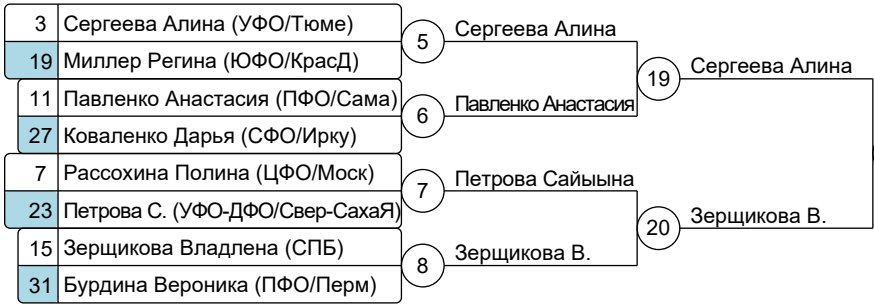 3 Сергеева Алина (УФО/Тюме)
19 Миллер Регина (ЮФО/КрасД)
11 Павленко Анастасия (ПФО/Сама)
27 Коваленко Дарья (СФО/Ирку)
7 Рассохина Полина (ЦФО/Моск)
23 Петрова С. (УФО-ДФО/Свер-СахаЯ)
15 Зерщикова Владлена (СПБ)
31 Бурдина Вероника (ПФО/Перм)
5 Сергеева Алина
6 Павленко Анастасия
7 Петрова Сайыына
8 Зерщикова В.
19 Сергеева Алина
20 Зерщикова В.